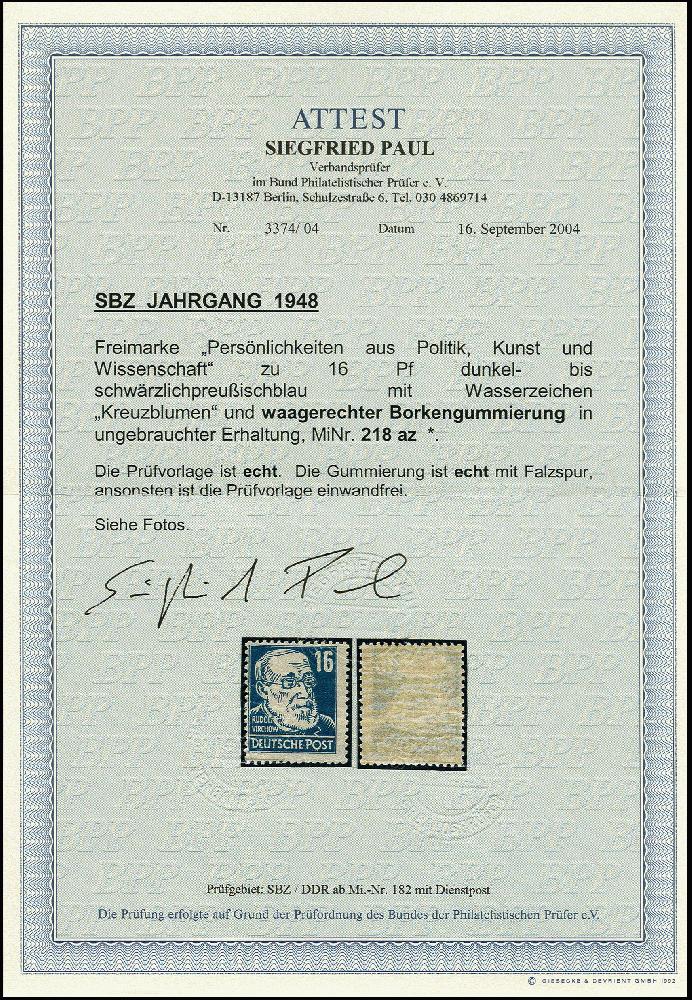 ATTEST
SIEGFRIED PAUL
Verbandsprüfer
im Bund Philatelistischer Prüfer e. V.
D-13187 Berlin, Schulzestraße 6, Tel. 030 4869714
Nr. 3374/ 04 Datum 16. September 2004
SBZ JAHRGANG 1948
Freimarke „Persönlichkeiten aus Politik, Kunst und
Wissenschaft“ zu 16 Pf dunkel- bis
schwärzlichpreußischblau mit Wasserzeichen
„Kreuzblumen“ und waagerechter Borkengummierung in
ungebrauchter Erhaltung, MiNr. 218 az *.
Die Prüfvorlage ist echt. Die Gummierung ist echt mit Falzspur,
ansonsten ist die Prüfvorlage einwandfrei.
Siehe Fotos.
Siegfried Paul
16
RUDOLF
VIRCHOW
DEUTSCHE POST
Prüfgebiet: SBZ / DDR ab Mi.-Nr. 182 mit Dienstpost
Die Prüfung erfolgte auf Grund der Prüfordnung des Bundes der Philatelistischen Prüfer e.V.
© GIESECKE & DEVRIENT GMBH 1992